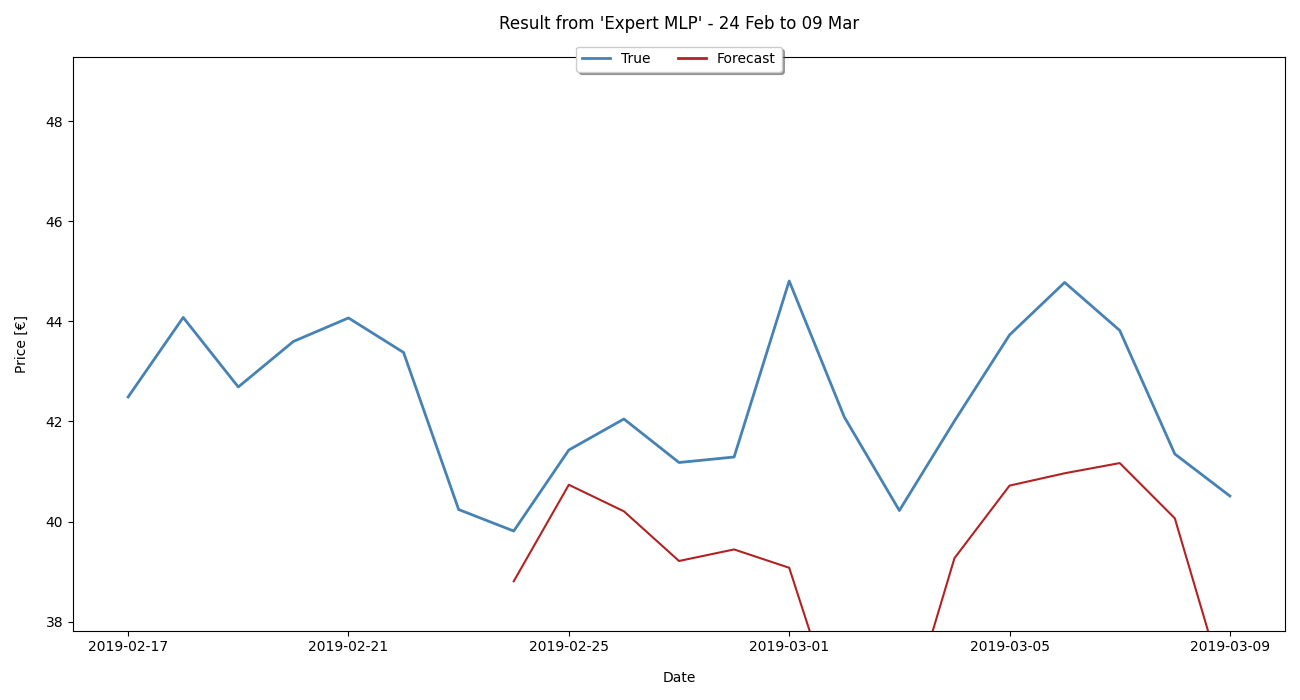 Result from 'Expert MLP' - 24 Feb to 09 Mar
True
Forecast
48
46
44
42
40
38
Price [€]
2019-02-17
2019-02-21
2019-02-25
2019-03-01
2019-03-05
2019-03-09
Date